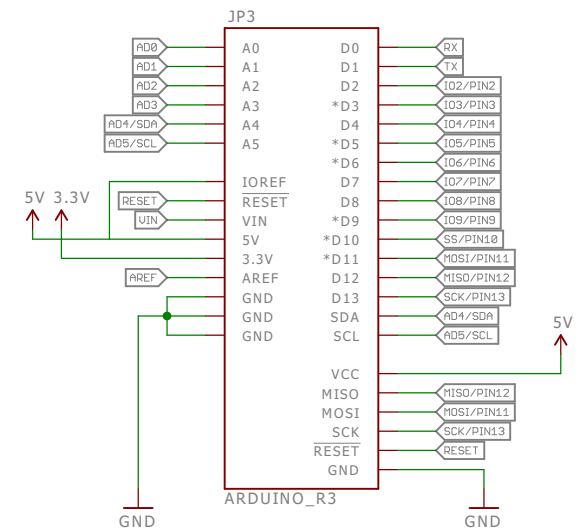 JP3
AD0 A0 D0 RX
AD1 A1 D1 TX
AD2 A2 D2 IO2/PIN2
AD3 A3 *D3 IO3/PIN3
AD4/SDA A4 D4 IO4/PIN4
AD5/SCL A5 *D5 IO5/PIN5
*D6 IO6/PIN6
IOREF D7 IO7/PIN7
5V 3.3V RESET RESET D8 IO8/PIN8
VIN VIN *D9 IO9/PIN9
5V *D10 SS/PIN10
3.3V *D11 MOSI/PIN11
AREF AREF D12 MISO/PIN12
GND D13 SCK/PIN13
GND SDA AD4/SDA
GND SCL AD5/SCL
5V
VCC
MISO MISO/PIN12
MOSI MOSI/PIN11
SCK SCK/PIN13
RESET RESET
GND
ARDUINO_R3
GND GND